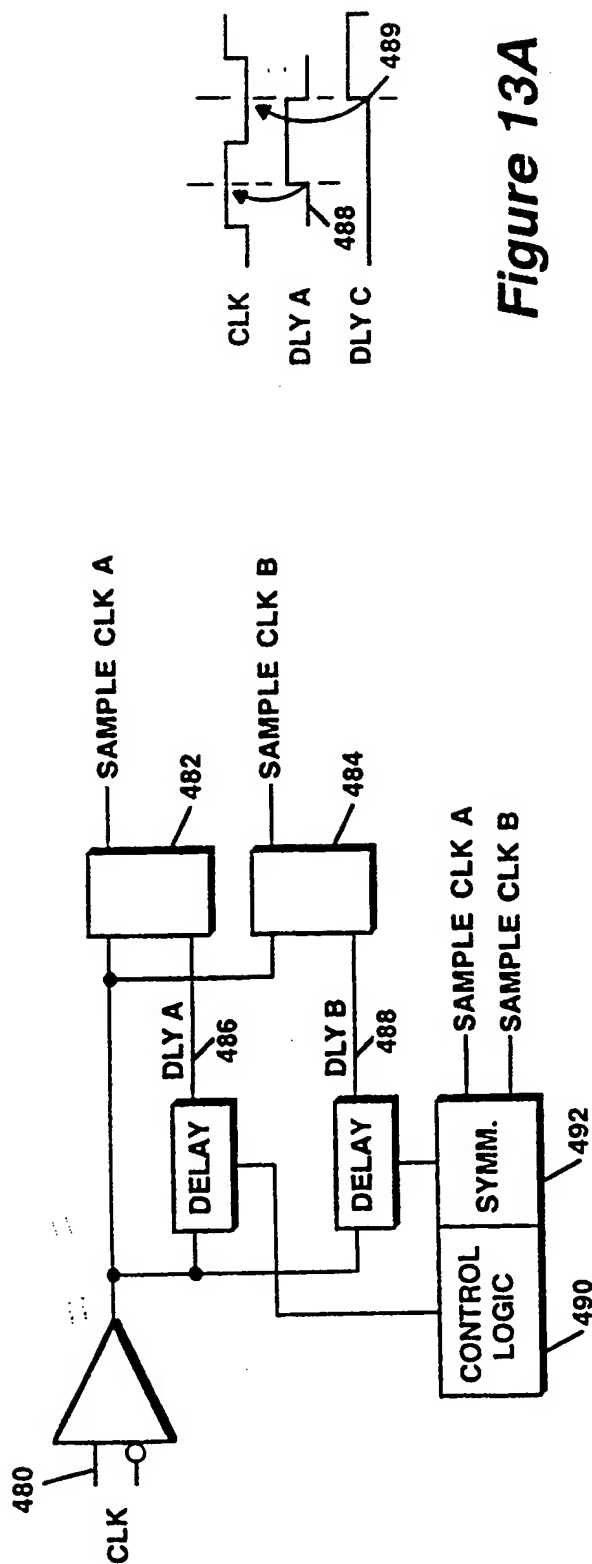 480
CLK
SAMPLE CLK A
482
SAMPLE CLK B
484
DLY A
486
DELAY
DLY B
488
DELAY
CONTROL
LOGIC
SYMM.
SAMPLE CLK A
SAMPLE CLK B
490
492
CLK
DLY A
488
DLY C
489
Figure 13A